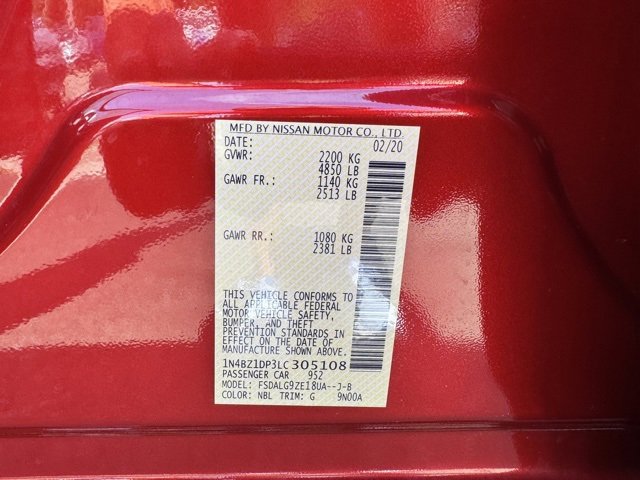 MFD BY NISSAN MOTOR CO., LTD.
DATE: 02/20
GVWR: 2200 KG
4850 LB
GAWR FR.: 1140 KG
2513 LB
GAWR RR.: 1080 KG
2381 LB
THIS VEHICLE CONFORMS TO
ALL APPLICABLE FEDERAL
MOTOR VEHICLE SAFETY,
BUMPER, AND THEFT
PREVENTION STANDARDS IN
EFFECT ON THE DATE OF
MANUFACTURE SHOWN ABOVE.
1N4BZ1DP3LC305108
PASSENGER CAR 952
MODEL: FSDALG9ZE18UA--J-B
COLOR: NBL TRIM: G 9N00A